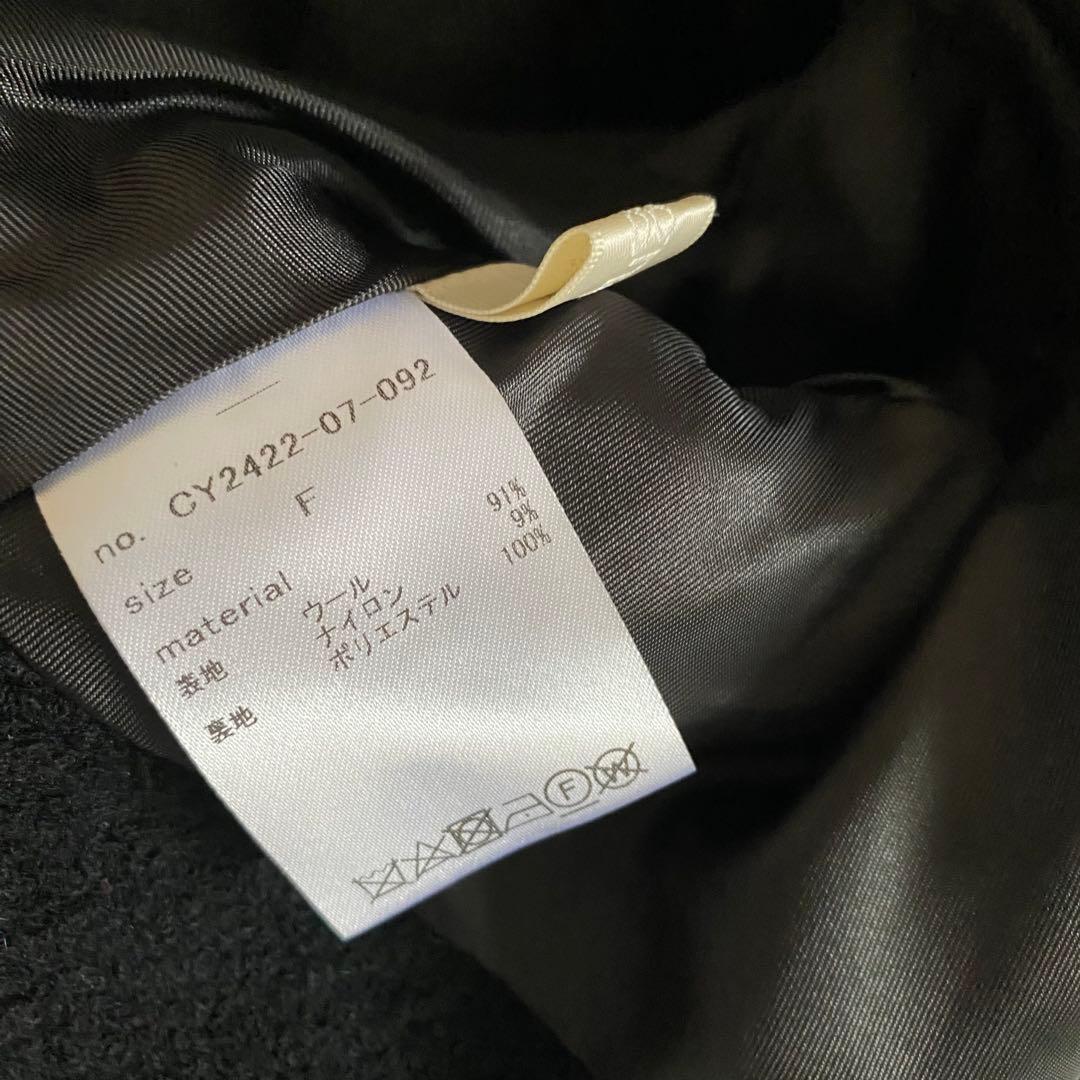 no. CY2422-07-092
size F
material
表地 ウール 91%
ナイロン 9%
裏地 ポリエステル 100%
F
W